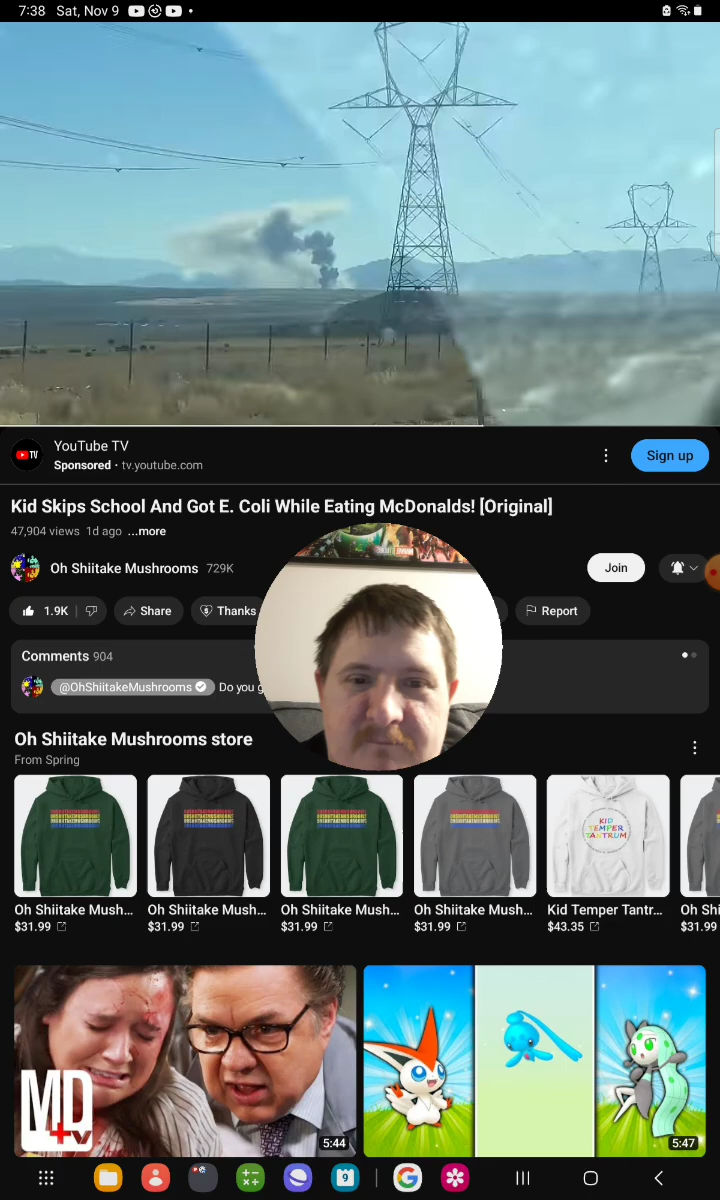 7:38 Sat, Nov 9
YouTube TV
Sponsored · tv.youtube.com
Sign up
Kid Skips School And Got E. Coli While Eating McDonalds! [Original]
47,904 views 1d ago ...more
Oh Shiitake Mushrooms 729K
Join
1.9K
Share
Thanks
Report
Comments 904
@OhShiitakeMushrooms Do you g
Oh Shiitake Mushrooms store
From Spring
KID
TEMPER
TANTRUM
Oh Shiitake Mush... Oh Shiitake Mush... Oh Shiitake Mush... Oh Shiitake Mush... Kid Temper Tantr... Oh Shi
$31.99 $31.99 $31.99 $31.99 $43.35 $31.99
MD
TV
5:44
5:47
9